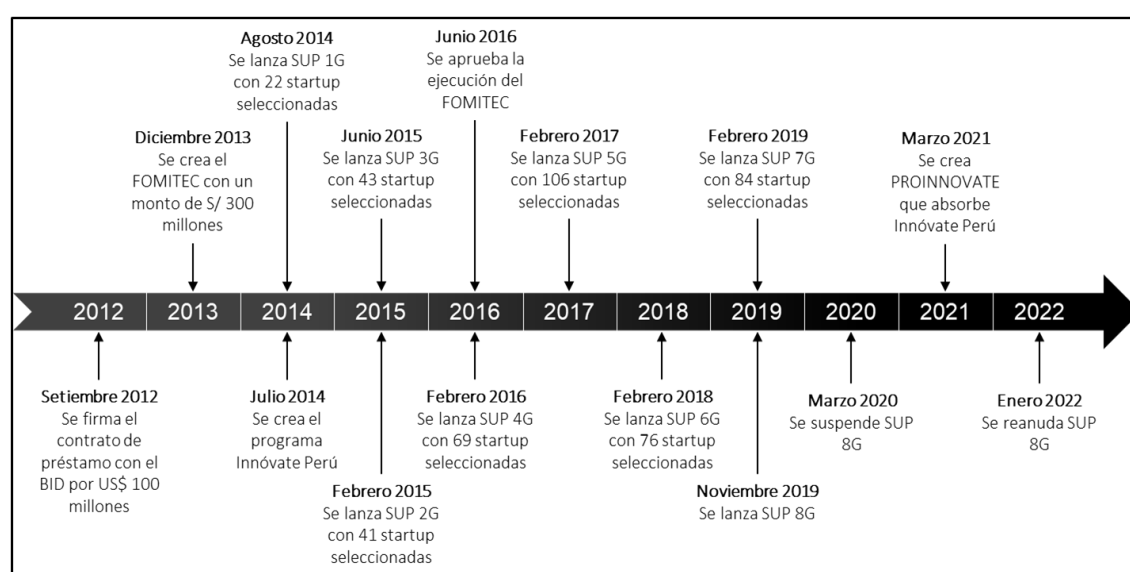 Agosto 2014
Se lanza SUP 1G
con 22 startup
seleccionadas
Junio 2016
Se aprueba la
ejecución del
FOMITEC
Diciembre 2013
Se crea el
FOMITEC con un
monto de S/ 300
millones
Junio 2015
Se lanza SUP 3G
con 43 startup
seleccionadas
Febrero 2017
Se lanza SUP 5G
con 106 startup
seleccionadas
Febrero 2019
Se lanza SUP 7G
con 84 startup
seleccionadas
Marzo 2021
Se crea
PROINNOVATE
que absorbe
Innóvate Perú
2012 2013 2014 2015 2016 2017 2018 2019 2020 2021 2022
Setiembre 2012
Se firma el
contrato de
préstamo con el
BID por US$ 100
millones
Julio 2014
Se crea el
programa
Innóvate Perú
Febrero 2015
Se lanza SUP 2G
con 41 startup
seleccionadas
Febrero 2016
Se lanza SUP 4G
con 69 startup
seleccionadas
Febrero 2018
Se lanza SUP 6G
con 76 startup
seleccionadas
Noviembre 2019
Se lanza SUP 8G
Marzo 2020
Se suspende SUP
8G
Enero 2022
Se reanuda SUP
8G